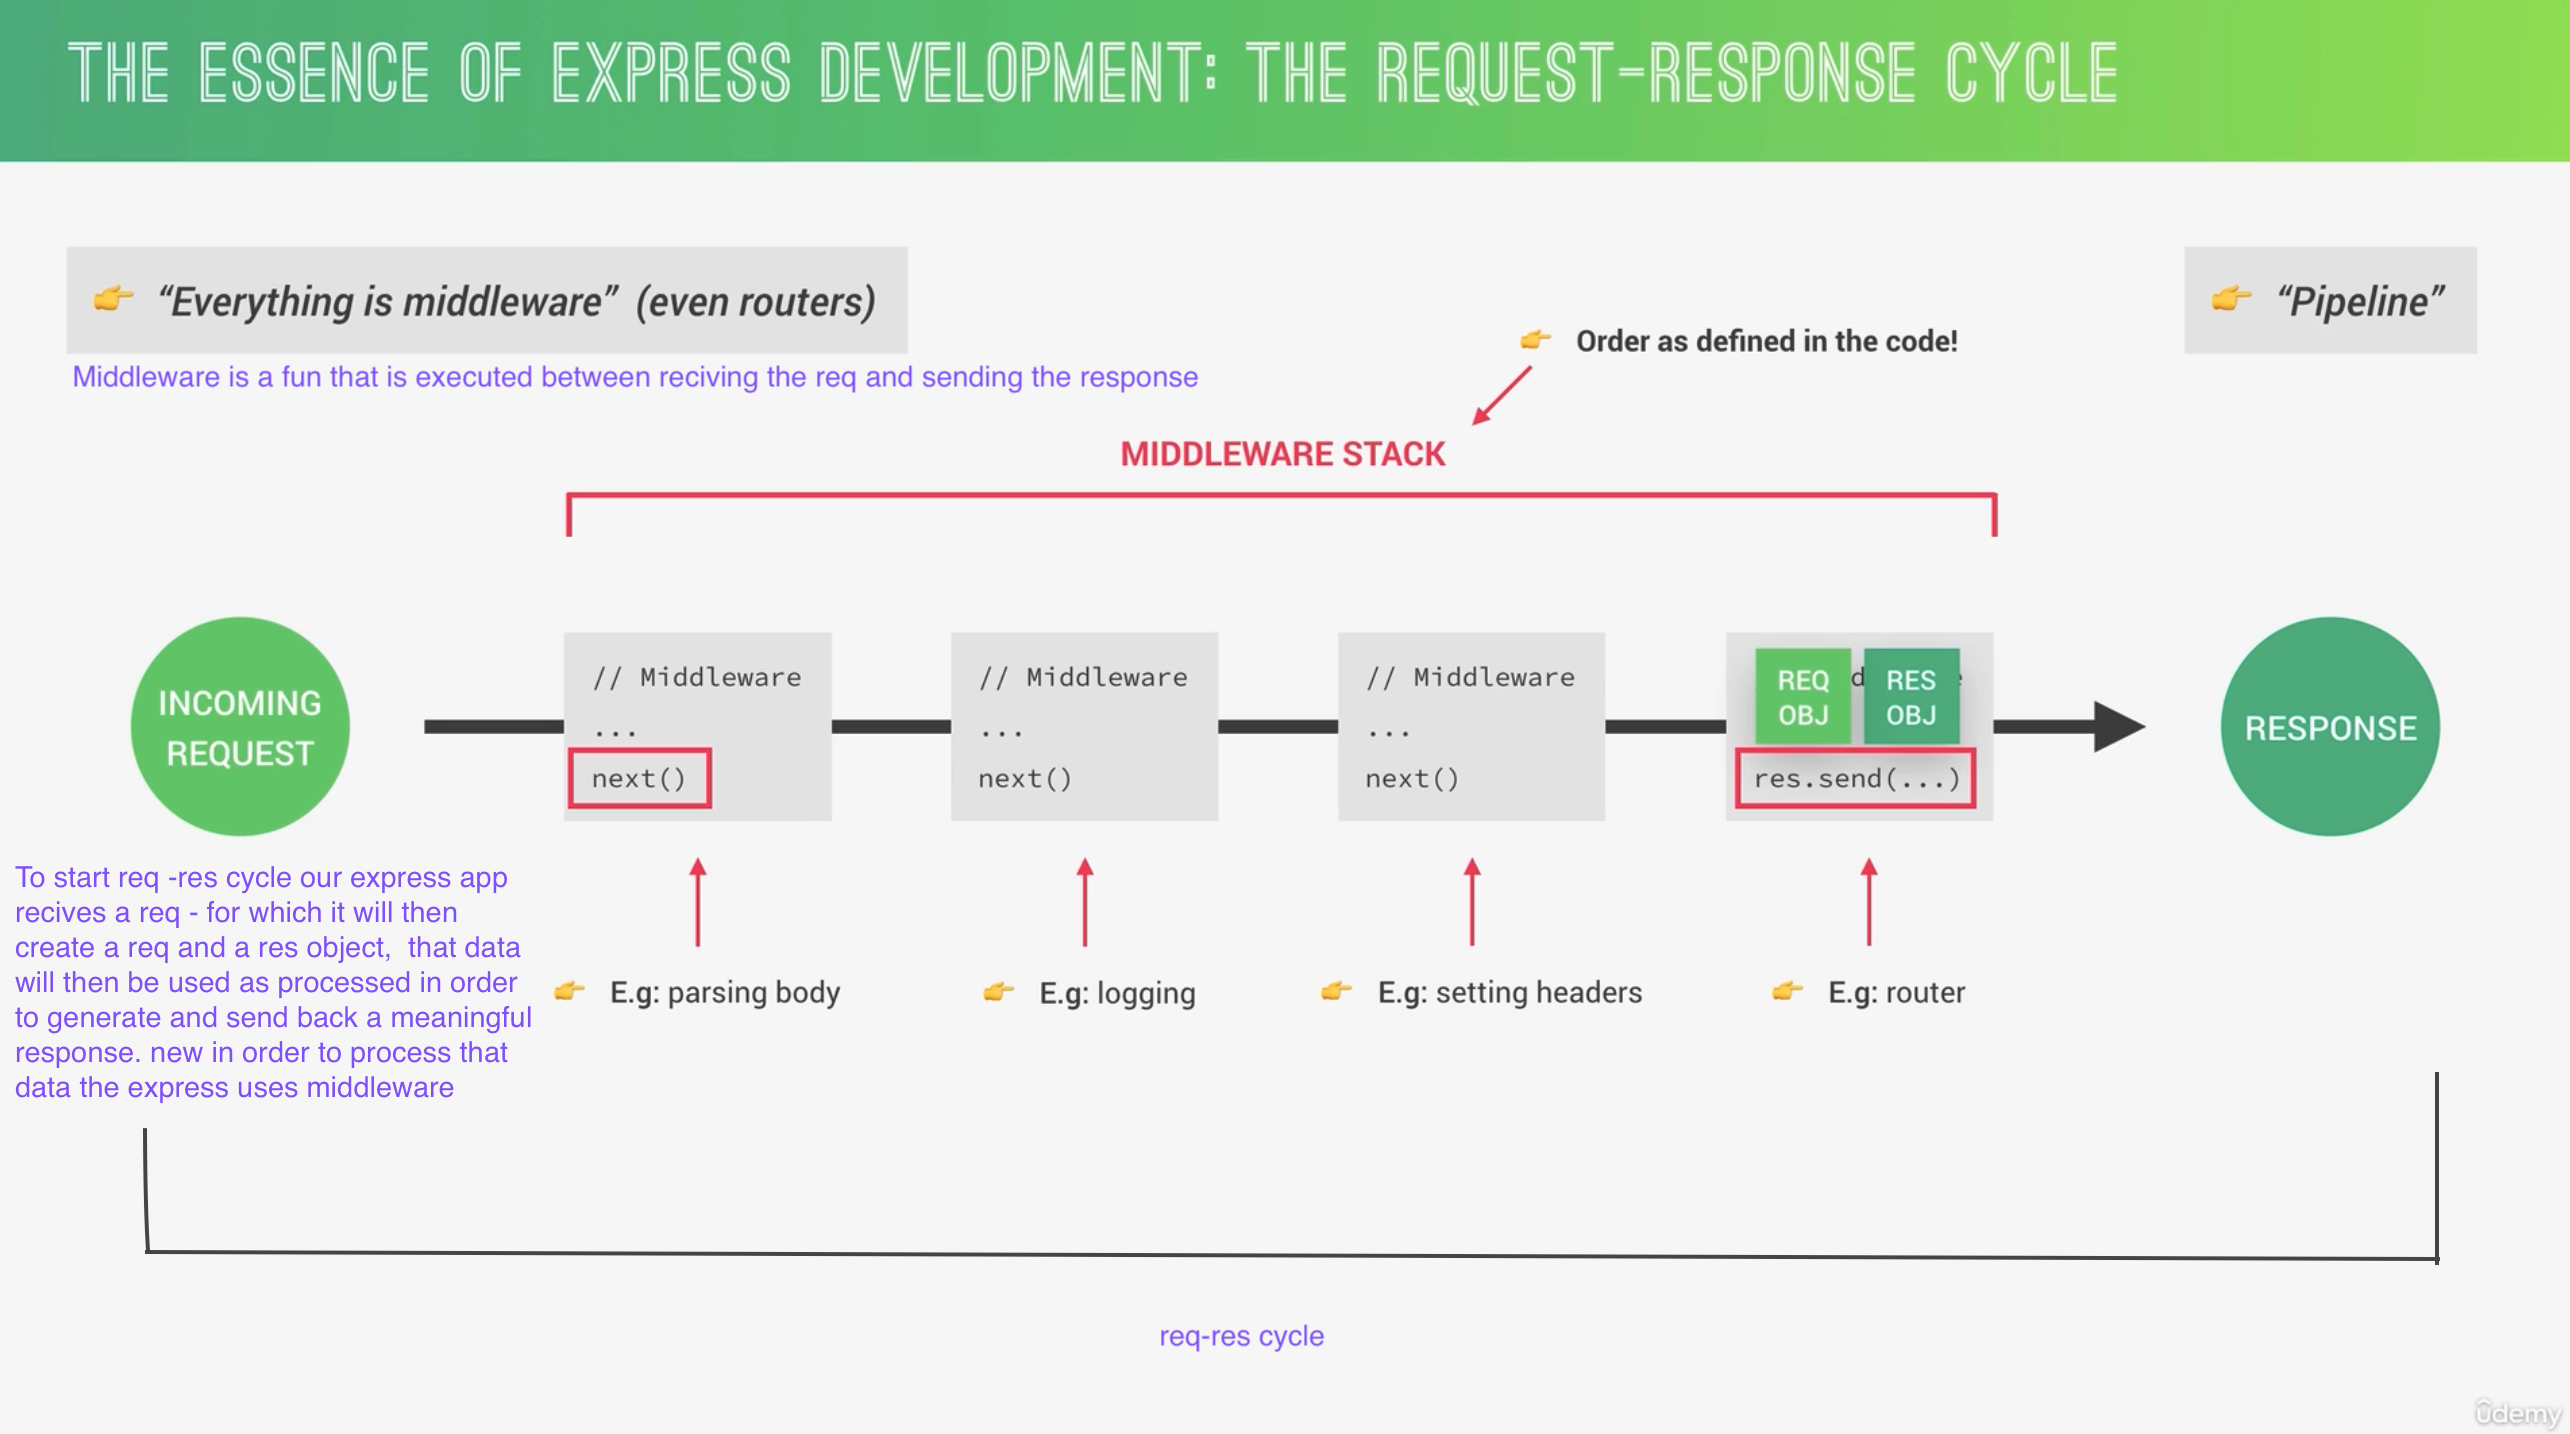 THE ESSENCE OF EXPRESS DEVELOPMENT: THE REQUEST-RESPONSE CYCLE
👉 “Everything is middleware” (even routers)
👉 “Pipeline”
Middleware is a fun that is executed between reciving the req and sending the response
👉 Order as defined in the code!
MIDDLEWARE STACK
INCOMING
REQUEST
// Middleware
...
next()
// Middleware
...
next()
// Middleware
...
next()
REQ
OBJ
RES
OBJ
res.send(...)
RESPONSE
To start req -res cycle our express app
recives a req - for which it will then
create a req and a res object,  that data
will then be used as processed in order
to generate and send back a meaningful
response. new in order to process that
data the express uses middleware
👉 E.g: parsing body
👉 E.g: logging
👉 E.g: setting headers
👉 E.g: router
req-res cycle
ûdemy